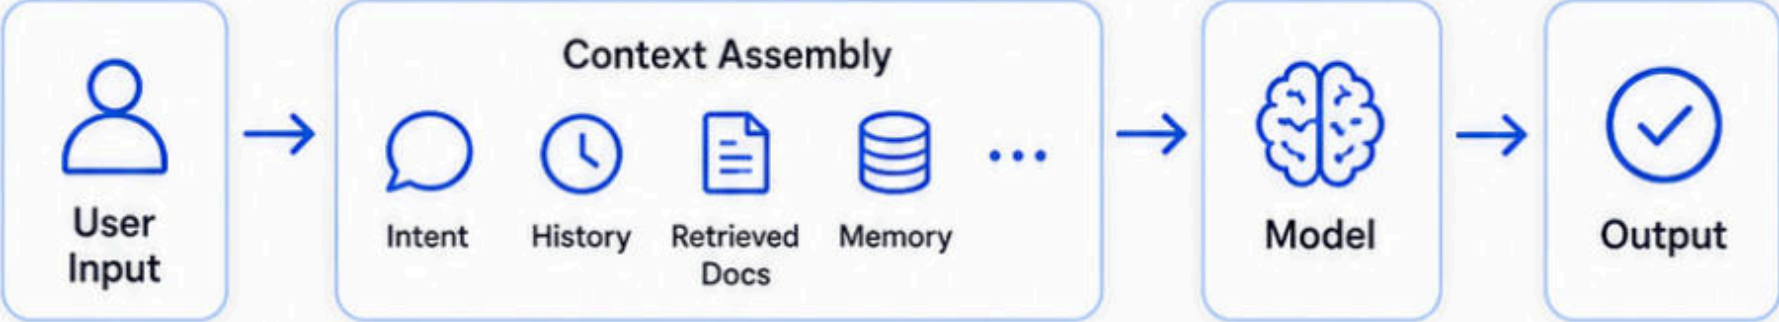 User
Input
Context Assembly
Intent
History
Retrieved
Docs
Memory
...
Model
Output